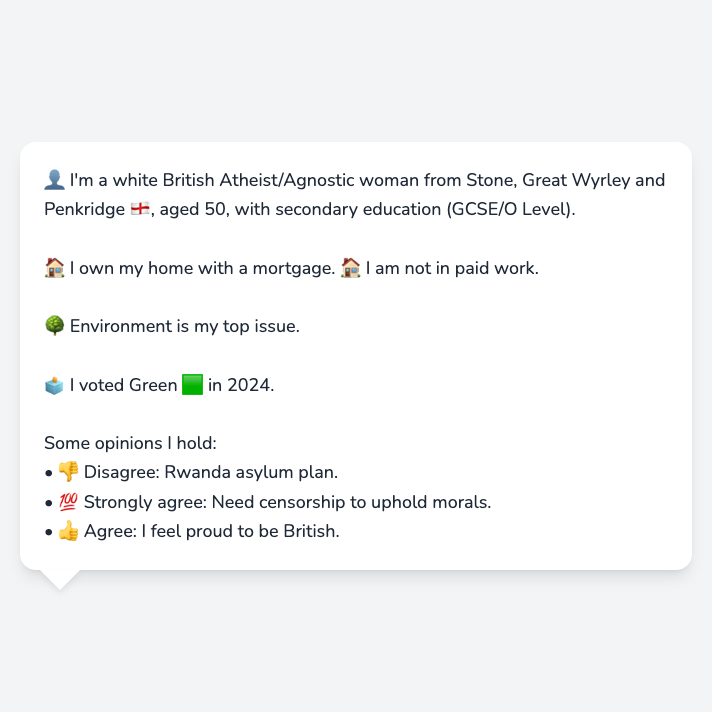 👤 I'm a white British Atheist/Agnostic woman from Stone, Great Wyrley and
Penkridge 🏴󠁧󠁢󠁥󠁮󠁧󠁿, aged 50, with secondary education (GCSE/O Level).
🏠 I own my home with a mortgage. 🏠 I am not in paid work.
🌳 Environment is my top issue.
🗳️ I voted Green 🟩 in 2024.
Some opinions I hold:
• 👎 Disagree: Rwanda asylum plan.
• 💯 Strongly agree: Need censorship to uphold morals.
• 👍 Agree: I feel proud to be British.